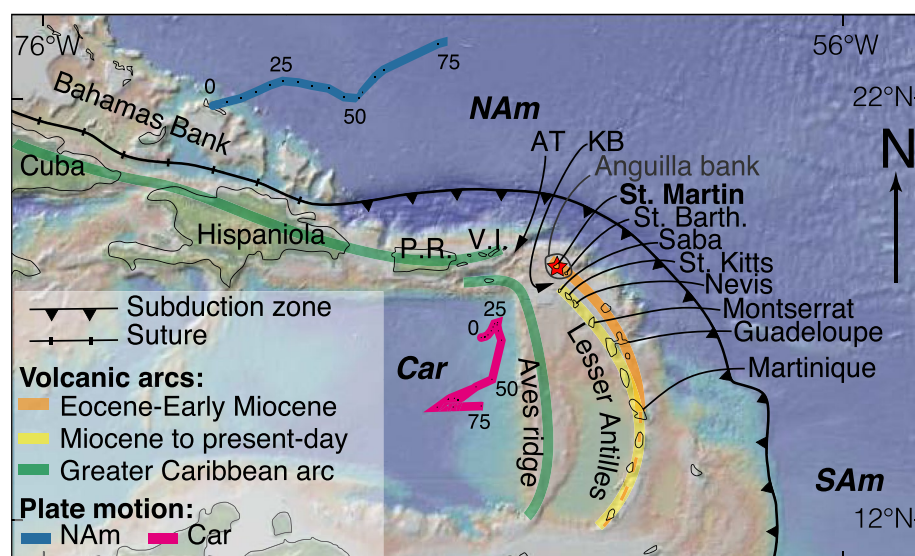 76°W
56°W
0
25
50
75
NAm
22°N
Bahamas Bank
N
AT
KB
Anguilla bank
St. Martin
St. Barth.
Saba
St. Kitts
Nevis
Montserrat
Guadeloupe
Martinique
Cuba
Hispaniola
P.R.
V.I.
Subduction zone
Suture
Volcanic arcs:
Eocene-Early Miocene
Miocene to present-day
Greater Caribbean arc
Plate motion:
NAm
Car
Car
0
25
50
75
Aves ridge
Lesser Antilles
SAm
12°N